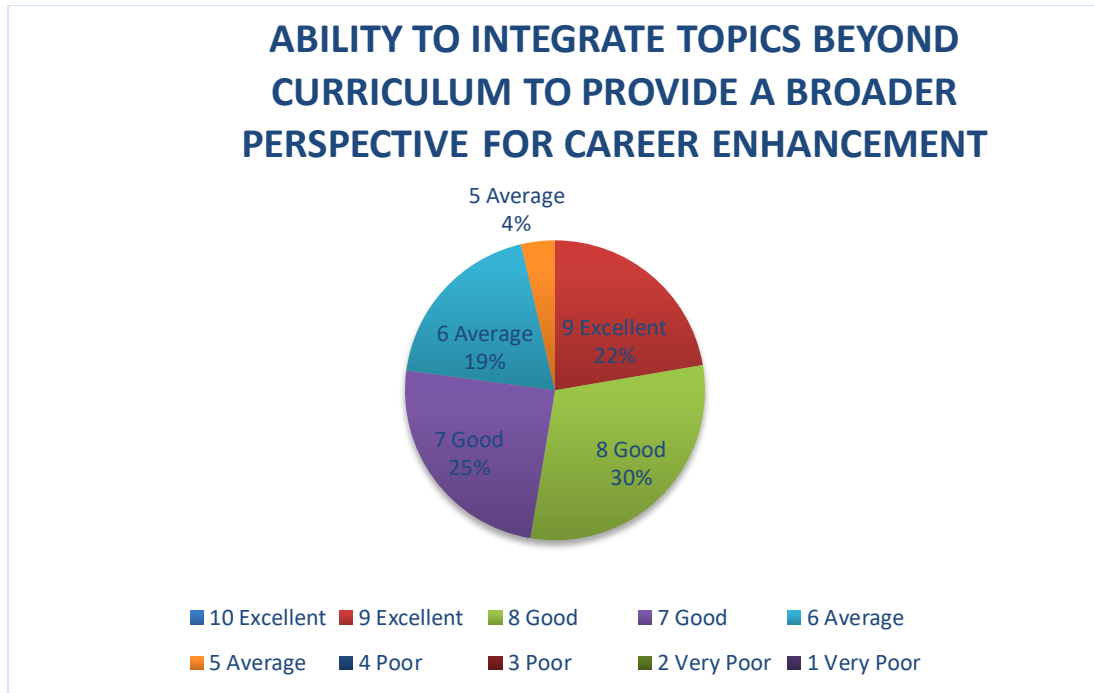 ABILITY TO INTEGRATE TOPICS BEYOND
CURRICULUM TO PROVIDE A BROADER
PERSPECTIVE FOR CAREER ENHANCEMENT
5 Average
4%
9 Excellent
22%
6 Average
19%
7 Good
25%
8 Good
30%
10 Excellent 9 Excellent 8 Good 7 Good 6 Average
5 Average 4 Poor 3 Poor 2 Very Poor 1 Very Poor